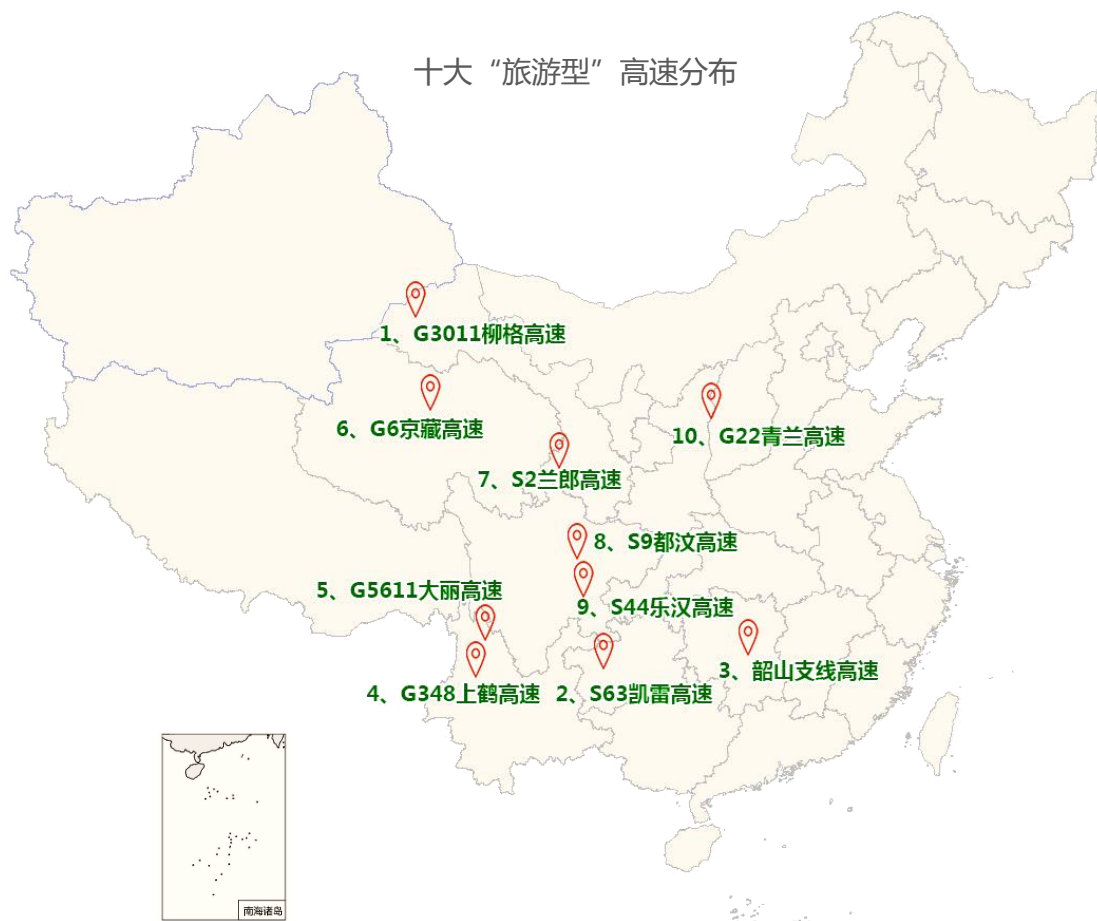 十大“旅游型”高速分布
1、G3011柳格高速
6、G6京藏高速
10、G22青兰高速
7、S2兰郎高速
8、S9都汶高速
5、G5611大丽高速
9、S44乐汉高速
3、韶山支线高速
4、G348上鹤高速
2、S63凯雷高速
南海诸岛